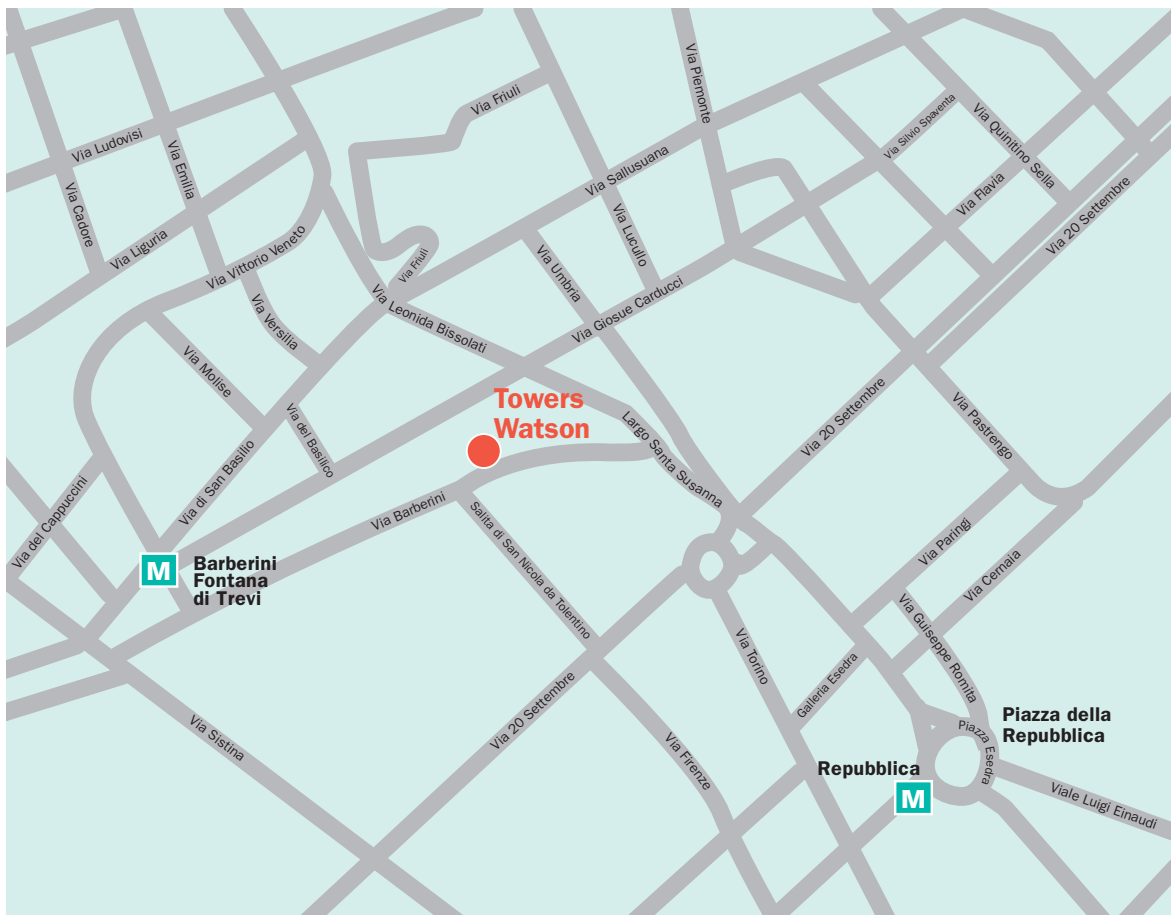 Via Piemonte
Via Friuli
Via Silvio Spaventa
Via Quinitino Sella
Via Ludovisi
Via Emilia
Via Sallusuana
Via Cadore
Via Flavia
Via 20 Settembre
Via Lucullo
Via Liguria
Via Vittorio Veneto
Via Friuli
Via Umbria
Via Leonida Bissolati
Via Giosue Carducci
Via Versilia
Via Molise
Towers
Watson
Via del Basilico
Largo Santa Susanna
Via 20 Settembre
Via Pastrengo
Via di San Basilio
Via del Cappuccini
Via Barberini
Salita di San Nicola da Tolentino
M
Barberini
Fontana
di Trevi
Via Paringi
Via Cernaia
Via Guiseppe Romita
Via Torino
Galleria Esedra
Via 20 Settembre
Via Sistina
Via Firenze
Piazza Esedra
Piazza della
Repubblica
Repubblica
M
Viale Luigi Einaudi